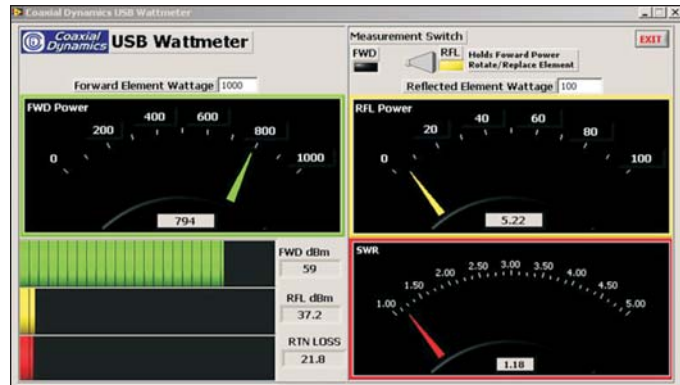 Coaxial Dynamics USB Wattmeter
Coaxial Dynamics USB Wattmeter
Forward Element Wattage 1000
Measurement Switch
FWD
RFL
Holds Foward Power
Rotate/Replace Element
EXIT
Reflected Element Wattage 100
FWD Power
0 200 400 600 800 1000
794
RFL Power
0 20 40 60 80 100
5.22
FWD dBm
59
RFL dBm
37.2
RTN LOSS
21.8
SWR
1.00 1.50 2.00 2.50 3.00 3.50 4.00 4.50 5.00
1.18